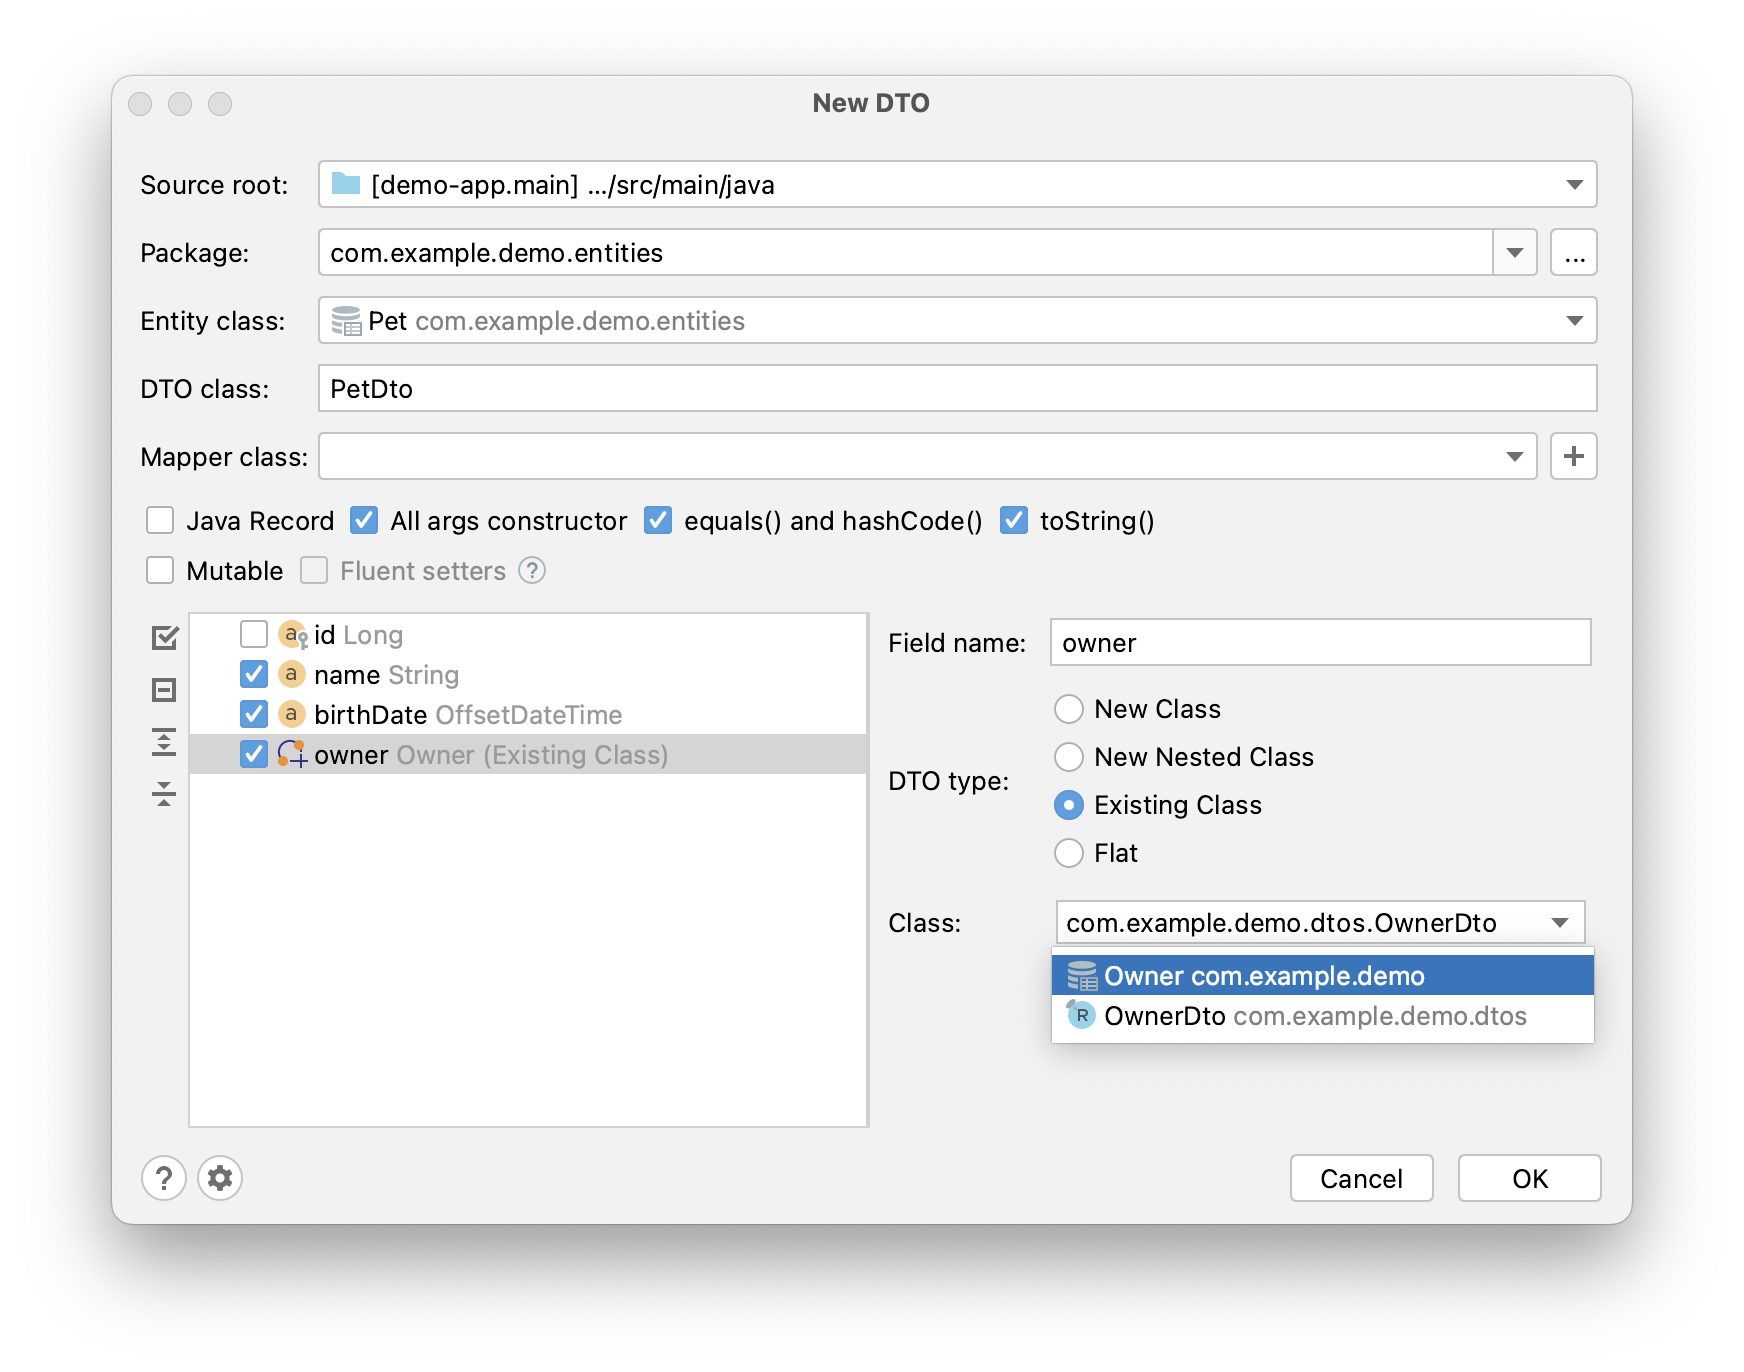 New DTO
Source root: [demo-app.main] .../src/main/java
Package: com.example.demo.entities ...
Entity class: Pet com.example.demo.entities
DTO class: PetDto
Mapper class: +
Java Record All args constructor equals() and hashCode() toString()
Mutable Fluent setters ?
a id Long
a name String
a birthDate OffsetDateTime
owner Owner (Existing Class)
Field name: owner
New Class
New Nested Class
DTO type:
Existing Class
Flat
Class: com.example.demo.dtos.OwnerDto
Owner com.example.demo
R OwnerDto com.example.demo.dtos
? Cancel OK